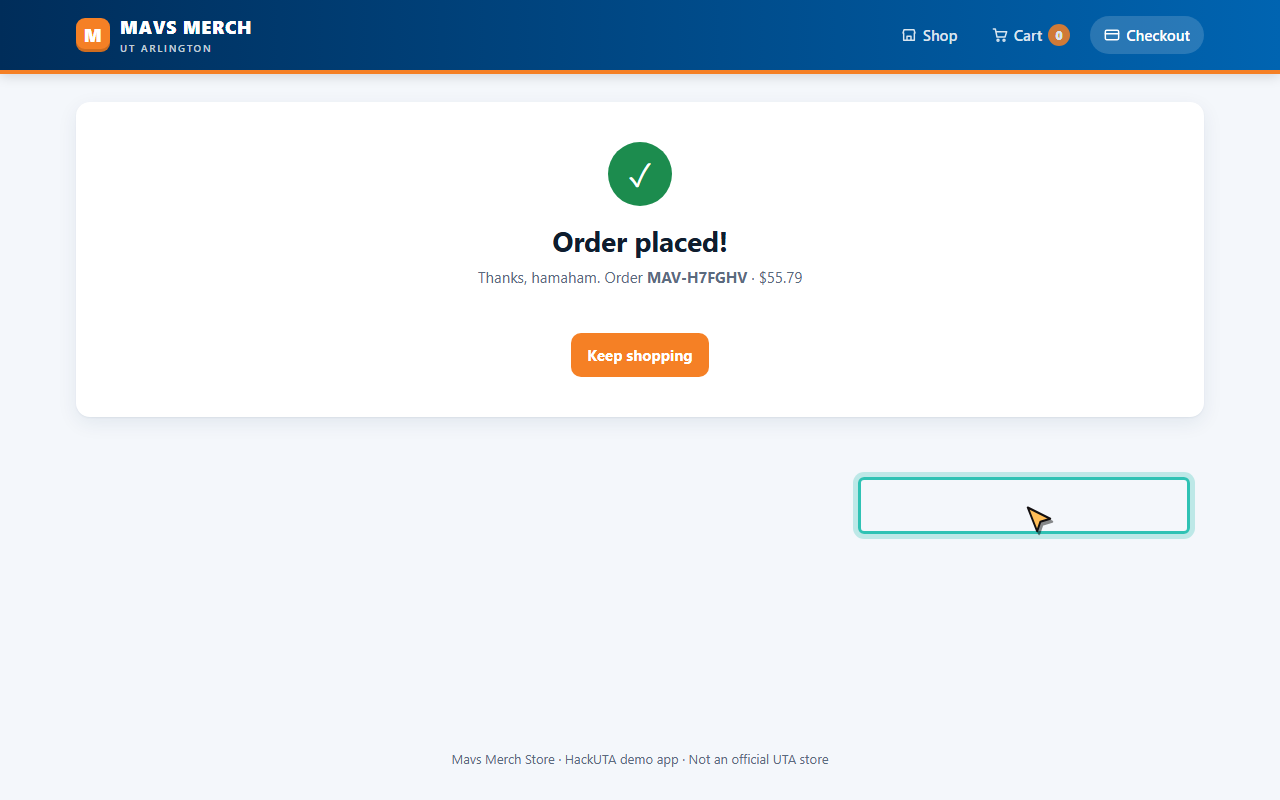 M
MAVS MERCH
UT ARLINGTON
Shop
Cart 0
Checkout
Order placed!
Thanks, hamaham. Order MAV-H7FGHV · $55.79
Keep shopping
Mavs Merch Store · HackUTA demo app · Not an official UTA store